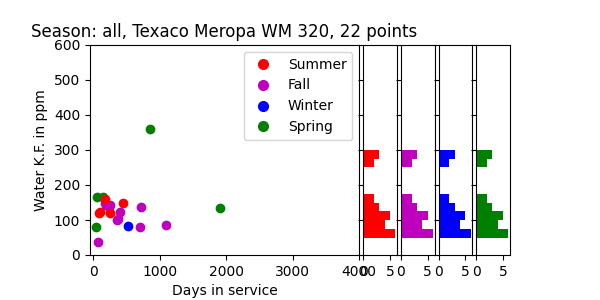 Season: all, Texaco Meropa WM 320, 22 points
Water K.F. in ppm
600
500
400
300
200
100
0
Summer
Fall
Winter
Spring
0 1000 2000 3000 4000 0 5 0 5 0 5 0 5
Days in service